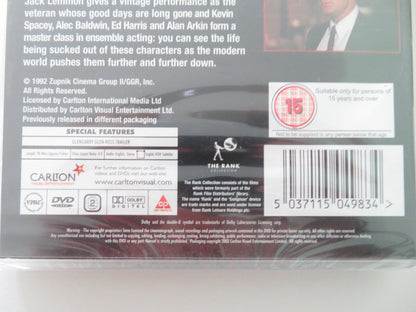 Jack Lemmon gives a vintage performance as the
veteran whose good days are long gone and Kevin
Spacey, Alec Baldwin, Ed Harris and Alan Arkin form a
master class in ensemble acting: you can see the life
being sucked out of these characters as the modern
world pushes them further and further down.
© 1992 Zupnik Cinema Group II/GGR, Inc.
All Rights Reserved.
Licensed by Carlton International Media Ltd
Distributed by Carlton Visual Entertainment Ltd.
Previously released in different packaging
15
Suitable only for persons of
15 years and over
Not to be supplied to any person below that age
SPECIAL FEATURES
GLENGARRY GLEN ROSS TRAILER
CARLTON
VISUAL ENTERTAINMENT
For further information on Carlton
videos and DVDs visit our web site
www.carltonvisual.com
THE RANK
COLLECTION
The Rank Collection consists of the films
which were formerly part of the
Rank Film Distributors' library.
The name 'Rank' and the 'Gongman' device
are trade marks and are used under license
from Rank Leisure Holdings plc
5 037115 049834 >
VPRC
PAL
DVD
2
DOLBY
DIGITAL
Dolby and the double-D symbol are trademarks of Dolby Laboratories Licensing Corp.